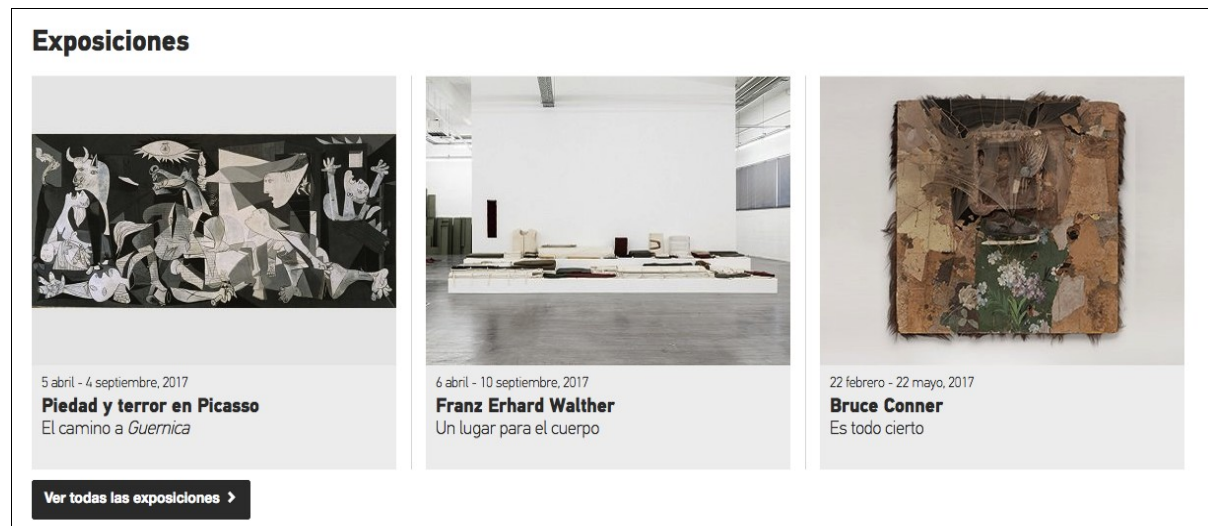 Exposiciones
5 abril - 4 septiembre, 2017
Piedad y terror en Picasso
El camino a Guernica
6 abril - 10 septiembre, 2017
Franz Erhard Walther
Un lugar para el cuerpo
22 febrero - 22 mayo, 2017
Bruce Conner
Es todo cierto
Ver todas las exposiciones >